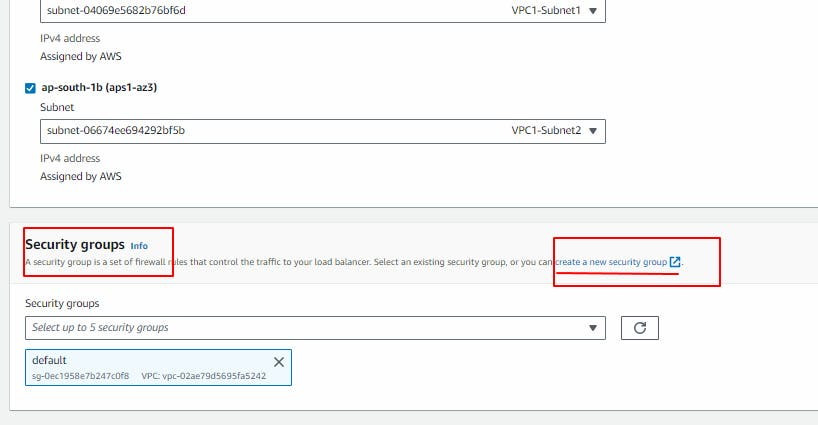 subnet-04069e5682b76bf6d VPC1-Subnet1
IPv4 address
Assigned by AWS
ap-south-1b (aps1-az3)
Subnet
subnet-06674ee694292bf5b VPC1-Subnet2
IPv4 address
Assigned by AWS
Security groups Info
A security group is a set of firewall rules that control the traffic to your load balancer. Select an existing security group, or you can create a new security group.
Security groups
Select up to 5 security groups
default
sg-0ec1958e7b247c0f8 VPC: vpc-02ae79d5695fa5242